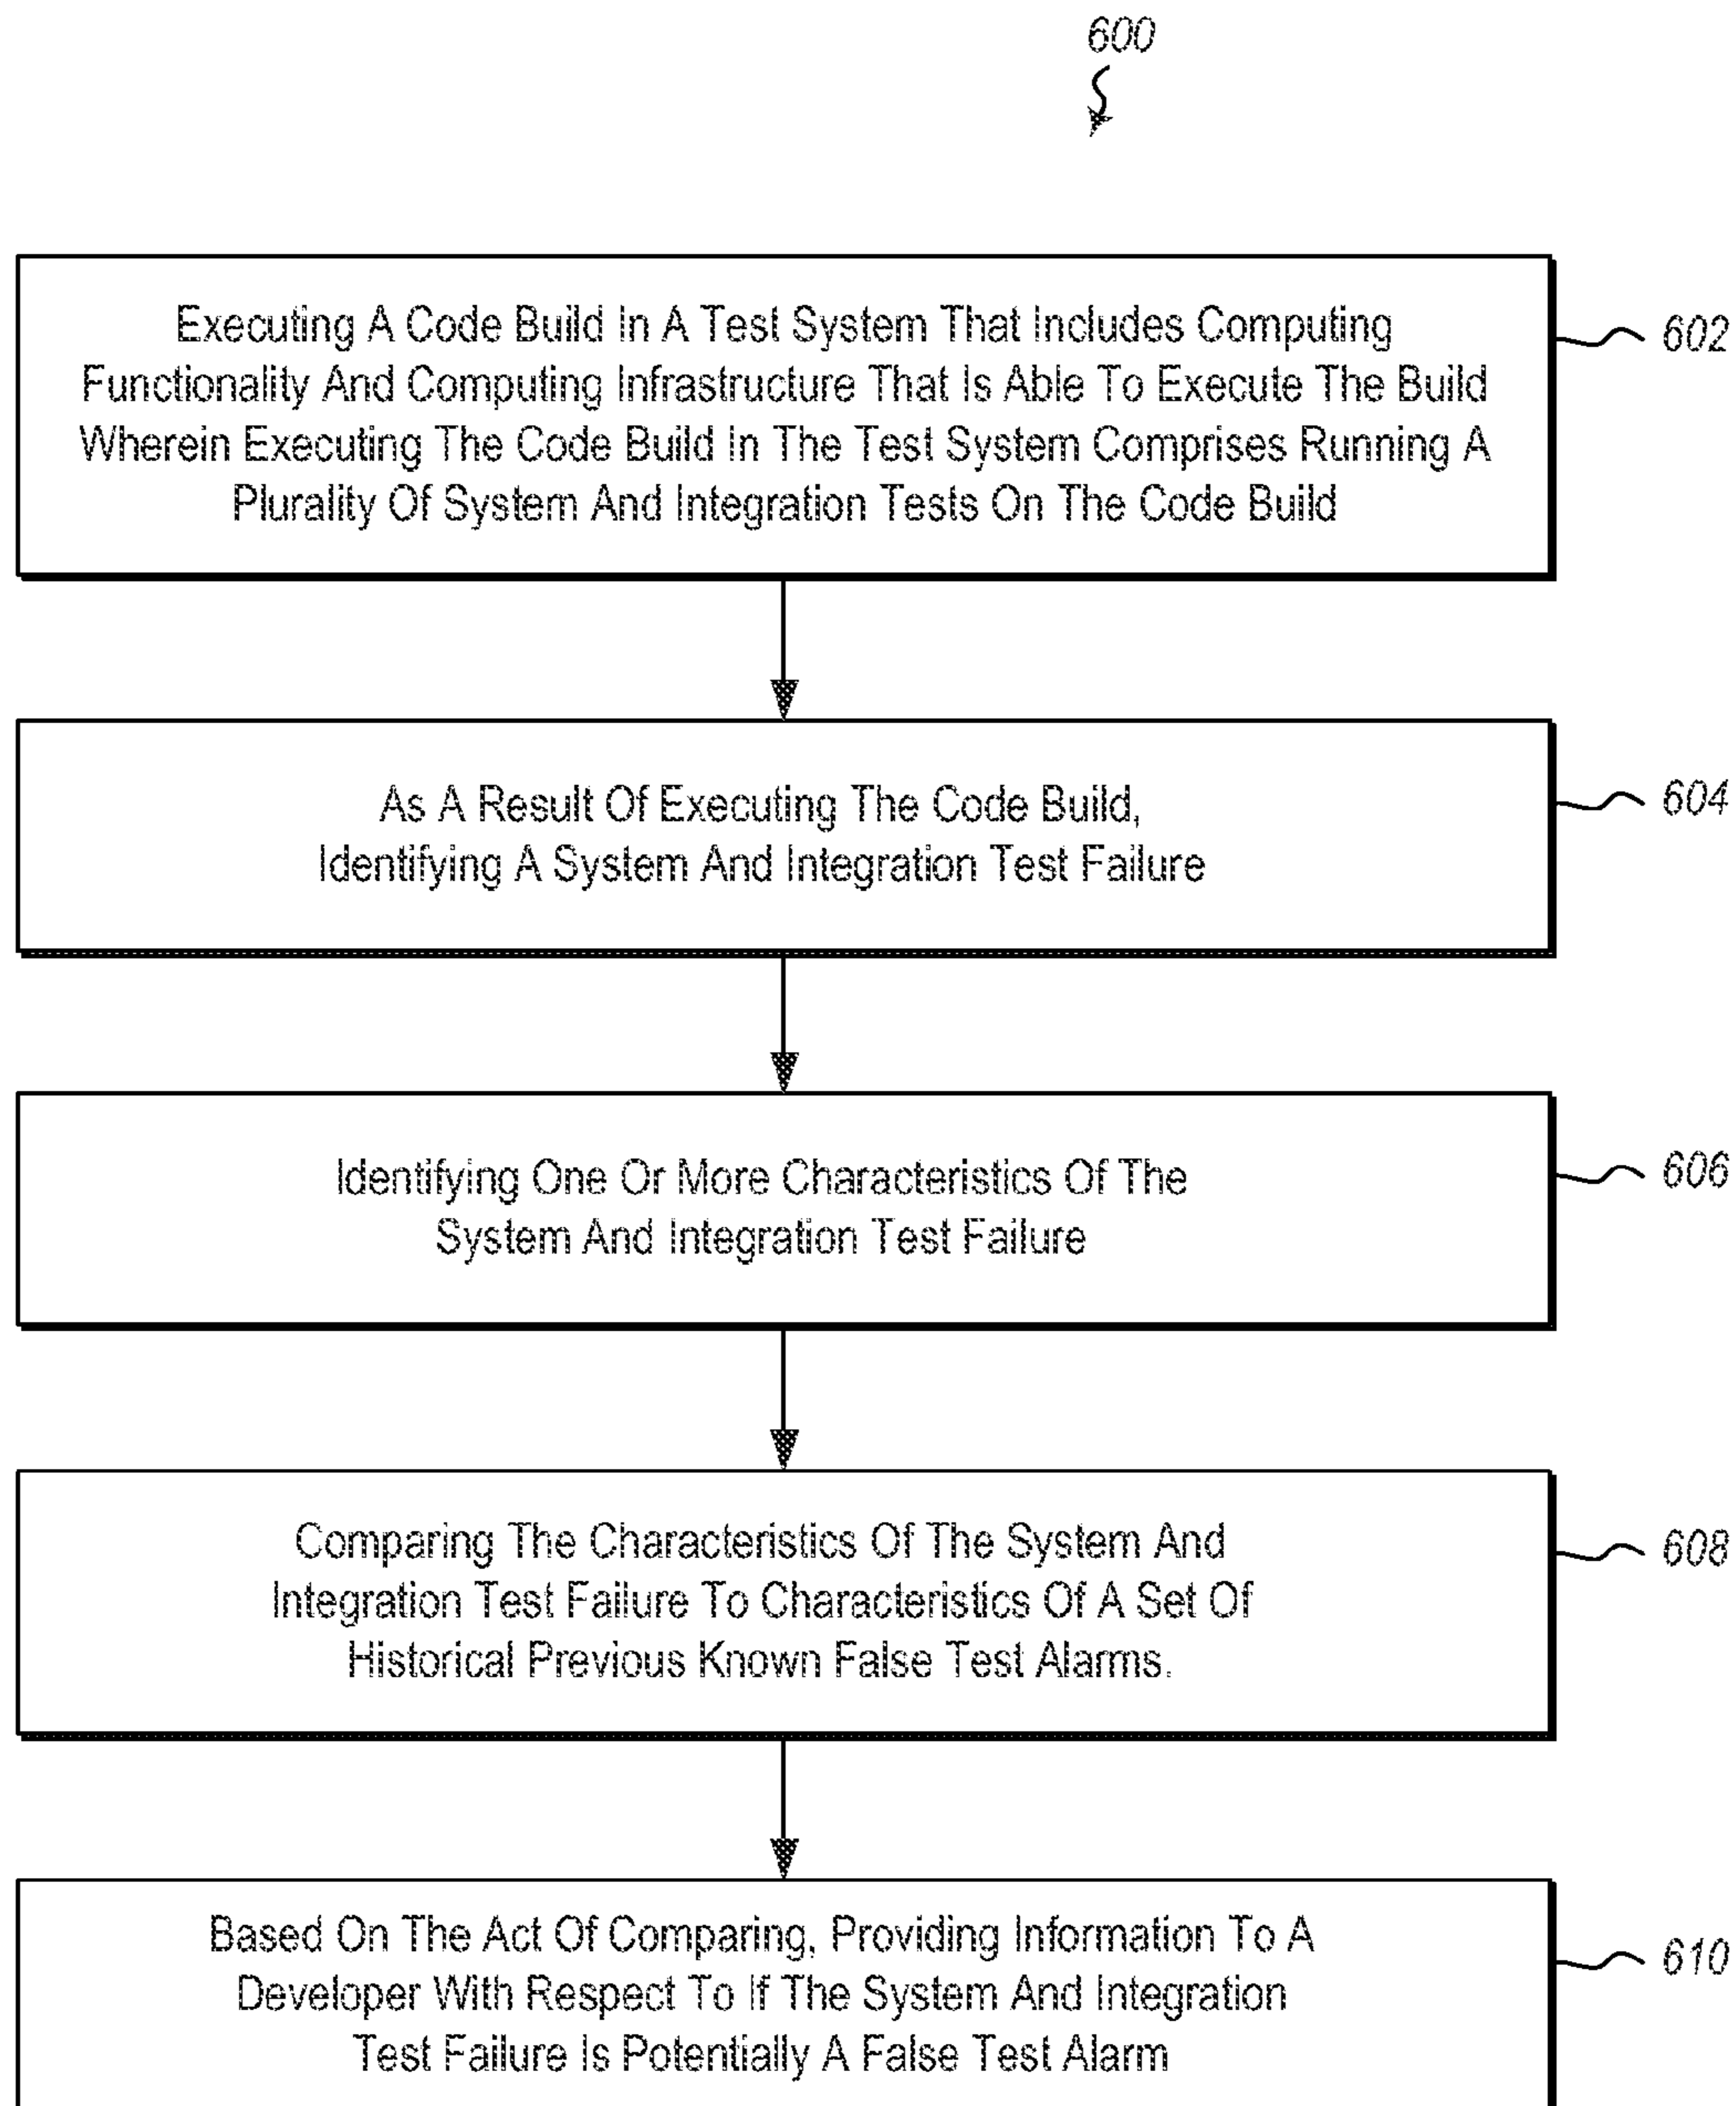 600
Executing A Code Build In A Test System That Includes Computing
Functionality And Computing Infrastructure That Is Able To Execute The Build
Wherein Executing The Code Build In The Test System Comprises Running A
Plurality Of System And Integration Tests On The Code Build
602
As A Result Of Executing The Code Build,
Identifying A System And Integration Test Failure
604
Identifying One Or More Characteristics Of The
System And Integration Test Failure
606
Comparing The Characteristics Of The System And
Integration Test Failure To Characteristics Of A Set Of
Historical Previous Known False Test Alarms.
608
Based On The Act Of Comparing, Providing Information To A
Developer With Respect To If The System And Integration
Test Failure Is Potentially A False Test Alarm
610